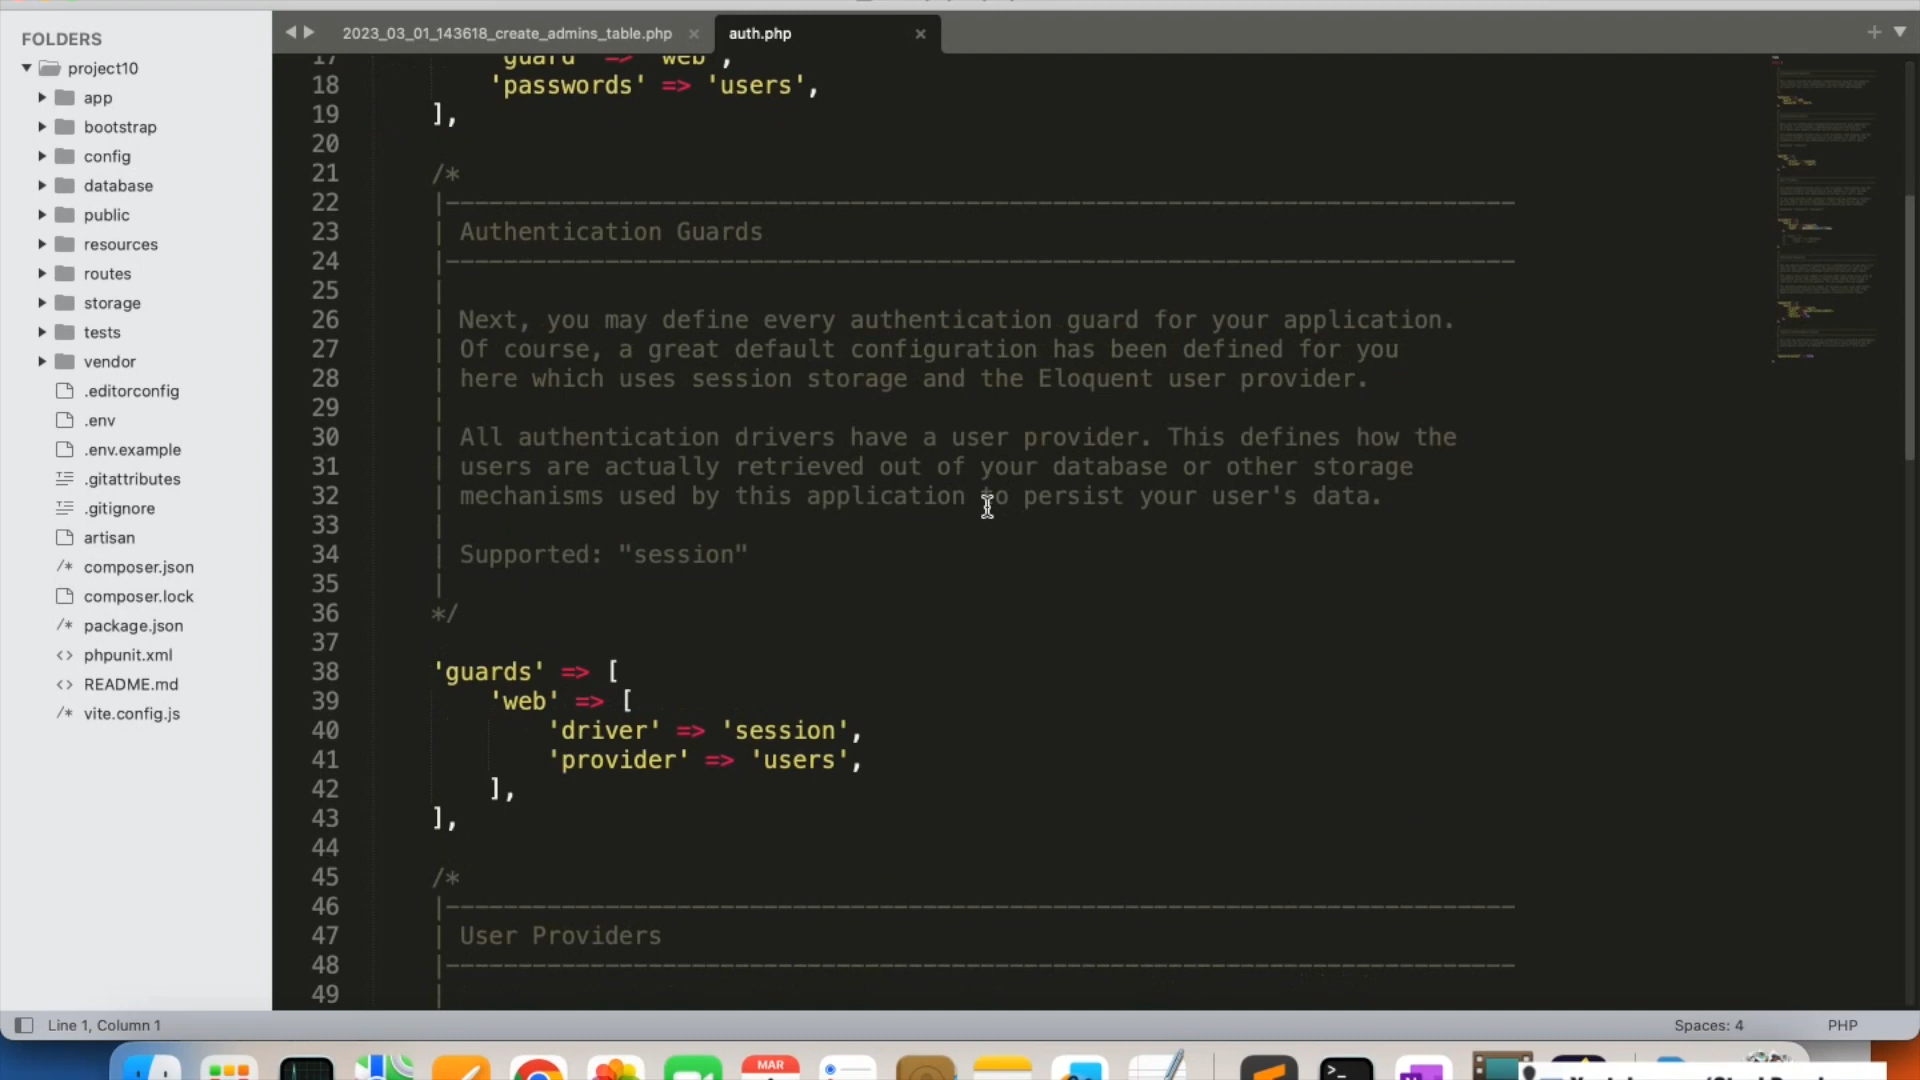 FOLDERS
project10
app
bootstrap
config
database
public
resources
routes
storage
tests
vendor
.editorconfig
.env
.env.example
.gitattributes
.gitignore
artisan
composer.json
composer.lock
package.json
phpunit.xml
README.md
vite.config.js
2023_03_01_143618_create_admins_table.php
auth.php
17 'guard' => 'web',
18 'passwords' => 'users',
19 ],
20
21 /*
22 |--------------------------------------------------------------------------
23 | Authentication Guards
24 |--------------------------------------------------------------------------
25 |
26 | Next, you may define every authentication guard for your application.
27 | Of course, a great default configuration has been defined for you
28 | here which uses session storage and the Eloquent user provider.
29 |
30 | All authentication drivers have a user provider. This defines how the
31 | users are actually retrieved out of your database or other storage
32 | mechanisms used by this application to persist your user's data.
33 |
34 | Supported: "session"
35 |
36 */
37
38 'guards' => [
39 'web' => [
40 'driver' => 'session',
41 'provider' => 'users',
42 ],
43 ],
44
45 /*
46 |--------------------------------------------------------------------------
47 | User Providers
48 |--------------------------------------------------------------------------
49 |
Line 1, Column 1
Spaces: 4
PHP
MAR